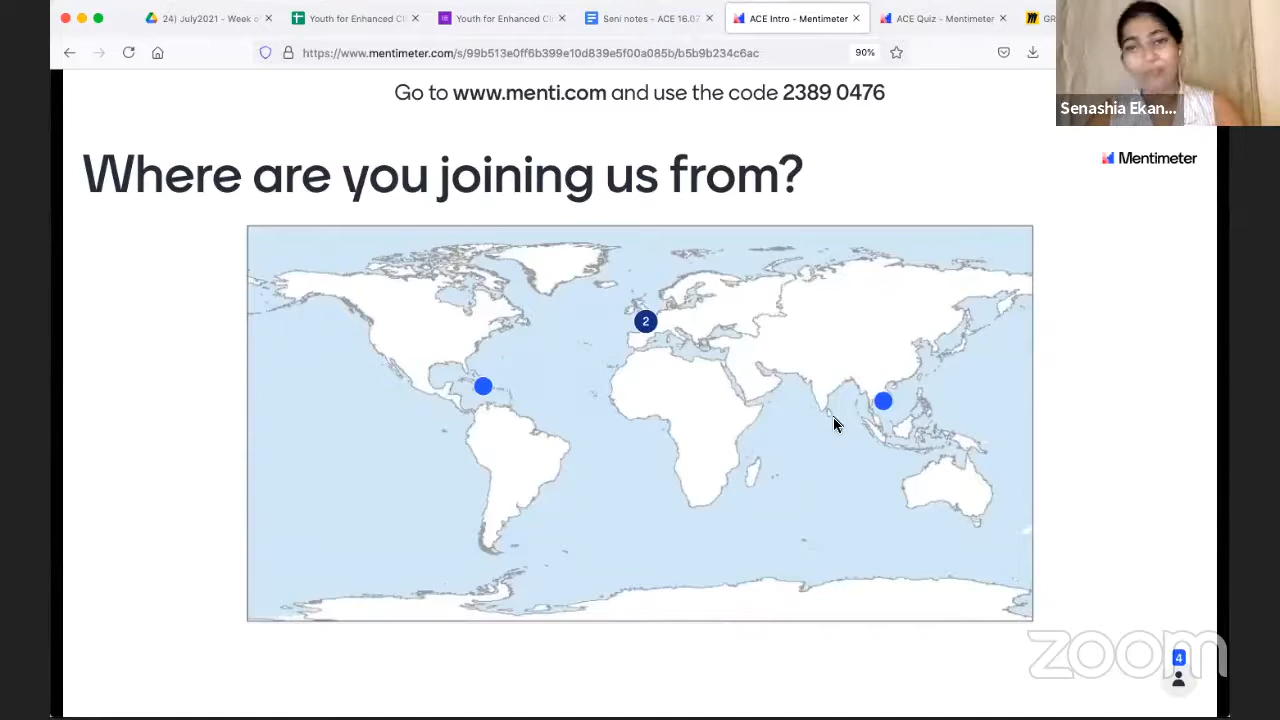 24) July2021 - Week o
Youth for Enhanced Cl
Youth for Enhanced Cl
Seni notes - ACE 16.07
ACE Intro - Mentimeter
ACE Quiz - Mentimeter
GR
https://www.mentimeter.com/s/99b513e0ff6b399e10d839e5f00a085b/b5b9b234c6ac
90%
Go to www.menti.com and use the code 2389 0476
Senashia Ekan...
Where are you joining us from?
Mentimeter
2
zoom
4